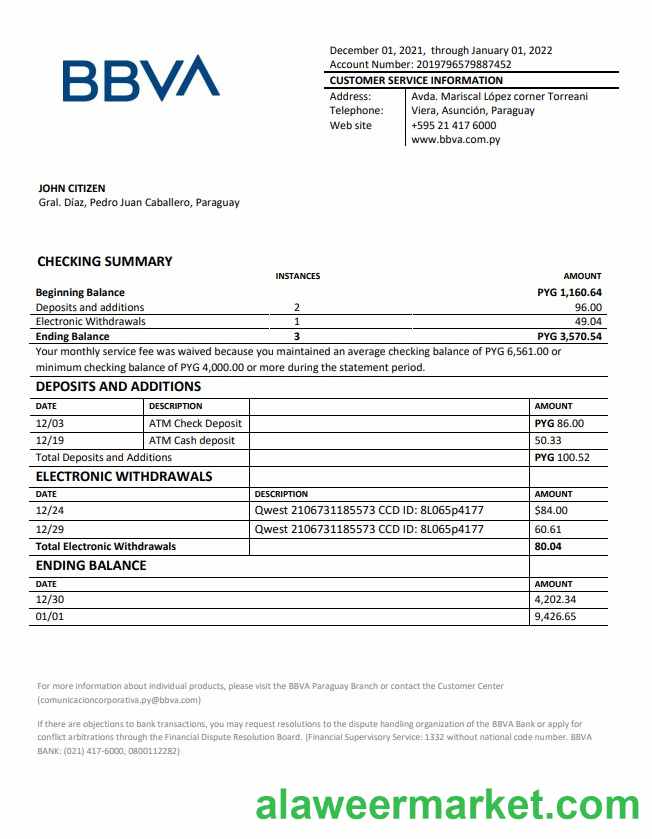 BBVA
December 01, 2021,  through January 01, 2022
Account Number: 2019796579887452
CUSTOMER SERVICE INFORMATION
Address: Avda. Mariscal López corner Torreani
Telephone: Viera, Asunción, Paraguay
Web site +595 21 417 6000
www.bbva.com.py
JOHN CITIZEN
Gral. Díaz, Pedro Juan Caballero, Paraguay
CHECKING SUMMARY
INSTANCES AMOUNT
Beginning Balance PYG 1,160.64
Deposits and additions 2 96.00
Electronic Withdrawals 1 49.04
Ending Balance 3 PYG 3,570.54
Your monthly service fee was waived because you maintained an average checking balance of PYG 6,561.00 or
minimum checking balance of PYG 4,000.00 or more during the statement period.
DEPOSITS AND ADDITIONS
DATE DESCRIPTION AMOUNT
12/03 ATM Check Deposit PYG 86.00
12/19 ATM Cash deposit 50.33
Total Deposits and Additions PYG 100.52
ELECTRONIC WITHDRAWALS
DATE DESCRIPTION AMOUNT
12/24 Qwest 2106731185573 CCD ID: 8L065p4177 $84.00
12/29 Qwest 2106731185573 CCD ID: 8L065p4177 60.61
Total Electronic Withdrawals 80.04
ENDING BALANCE
DATE AMOUNT
12/30 4,202.34
01/01 9,426.65
For more information about individual products, please visit the BBVA Paraguay Branch or contact the Customer Center
(comunicacioncorporativa.py@bbva.com)
If there are objections to bank transactions, you may request resolutions to the dispute handling organization of the BBVA Bank or apply for
conflict arbitrations through the Financial Dispute Resolution Board. (Financial Supervisory Service: 1332 without national code number. BBVA
BANK: (021) 417-6000, 0800112282)
alaweermarket.com